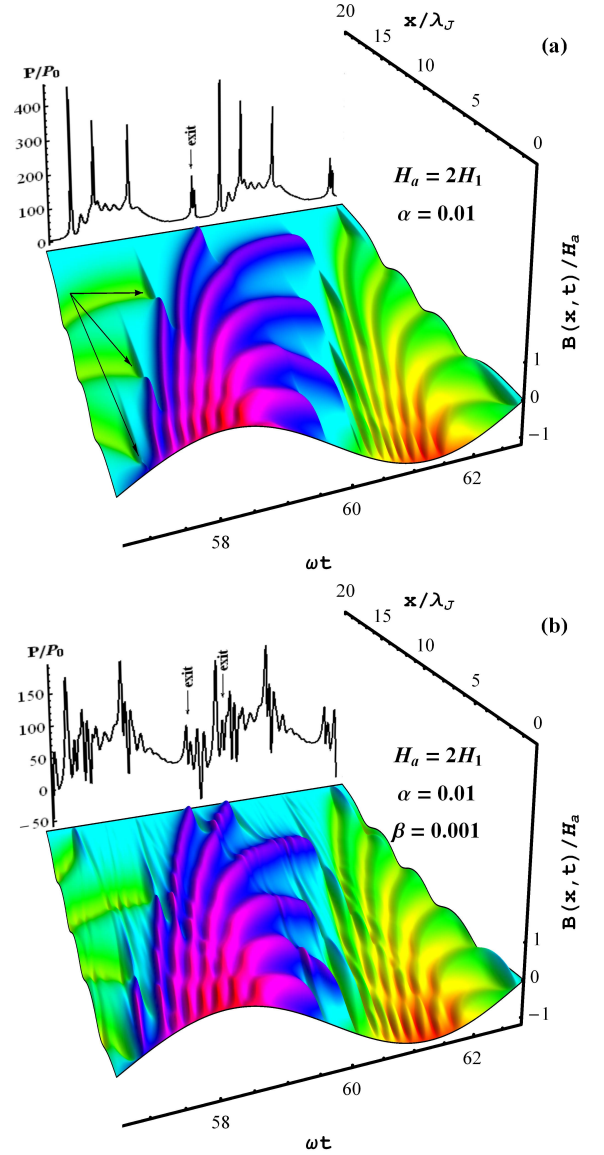 20
x/λJ
15
10
5
0
(a)
P/P0
400
300
200
100
0
exit
Ha = 2H1
α = 0.01
B(x,t)/Ha
1
0
−1
58
60
62
ωt
20
x/λJ
15
10
5
0
(b)
P/P0
150
100
50
0
−50
exit
exit
Ha = 2H1
α = 0.01
β = 0.001
B(x,t)/Ha
1
0
−1
58
60
62
ωt